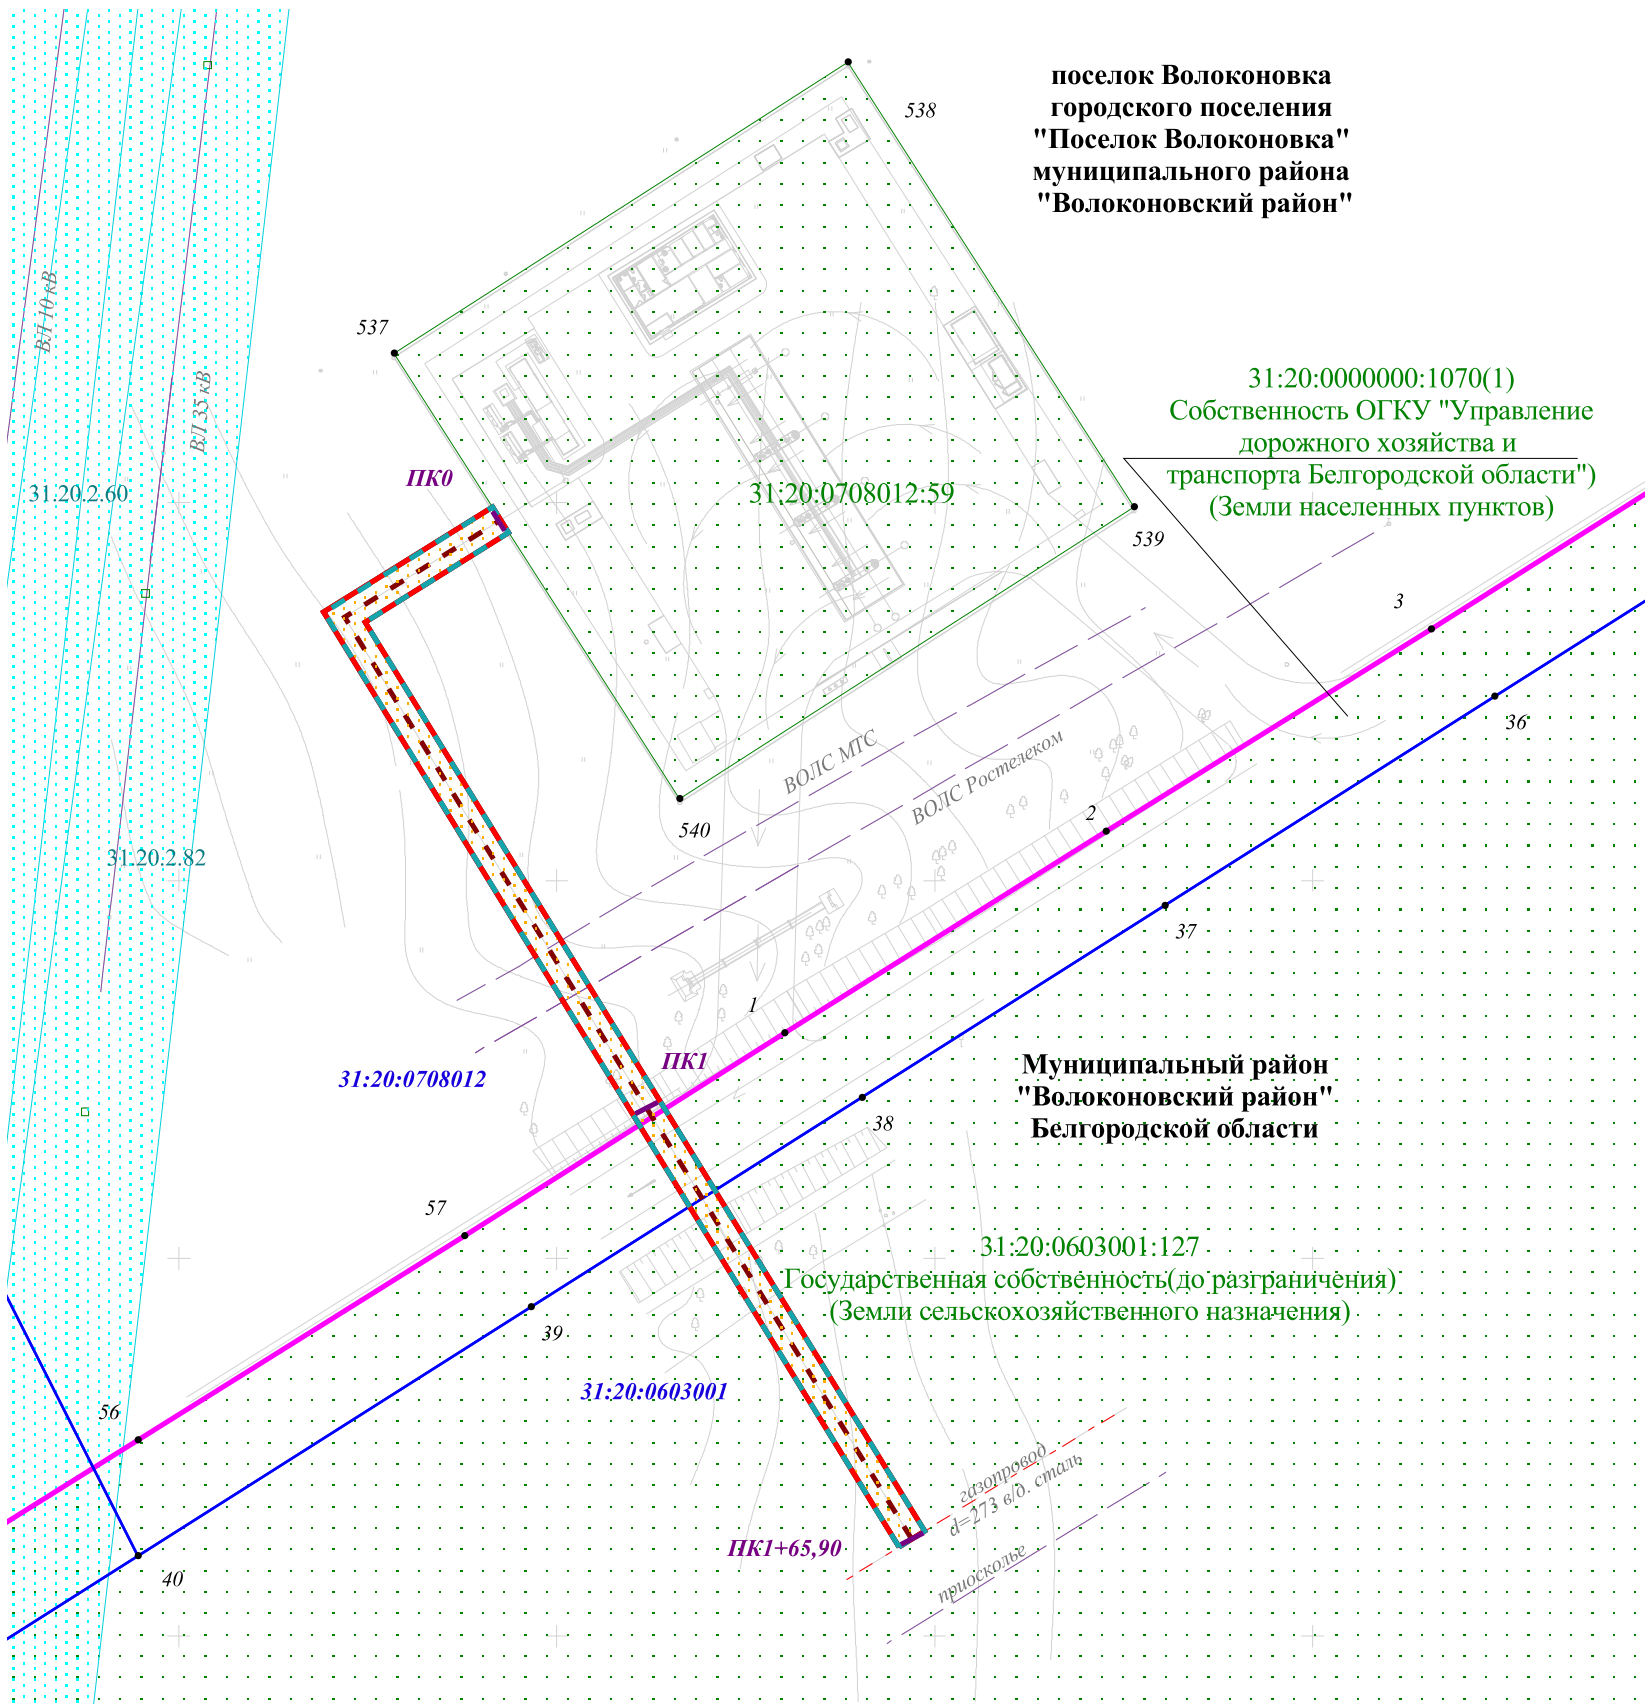 поселок Волоконовка
городского поселения
"Поселок Волоконовка"
муниципального района
"Волоконовский район"
538
537
ВЛ 10 кВ
ВЛ 35 кВ
31:20:0000000:1070(1)
Собственность ОГКУ "Управление
дорожного хозяйства и
транспорта Белгородской области")
(Земли населенных пунктов)
ПК0
31.20.2.60
31:20:0708012:59
539
3
36
ВОЛС МТС
ВОЛС Ростелеком
540
2
31.20.2.82
37
1
ПК1
31:20:0708012
Муниципальный район
"Волоконовский район"
Белгородской области
38
57
31:20:0603001:127
Государственная собственность(до разграничения)
(Земли сельскохозяйственного назначения)
39
31:20:0603001
56
газопровод
d=273 в/д. сталь
ПК1+65,90
приосколье
40